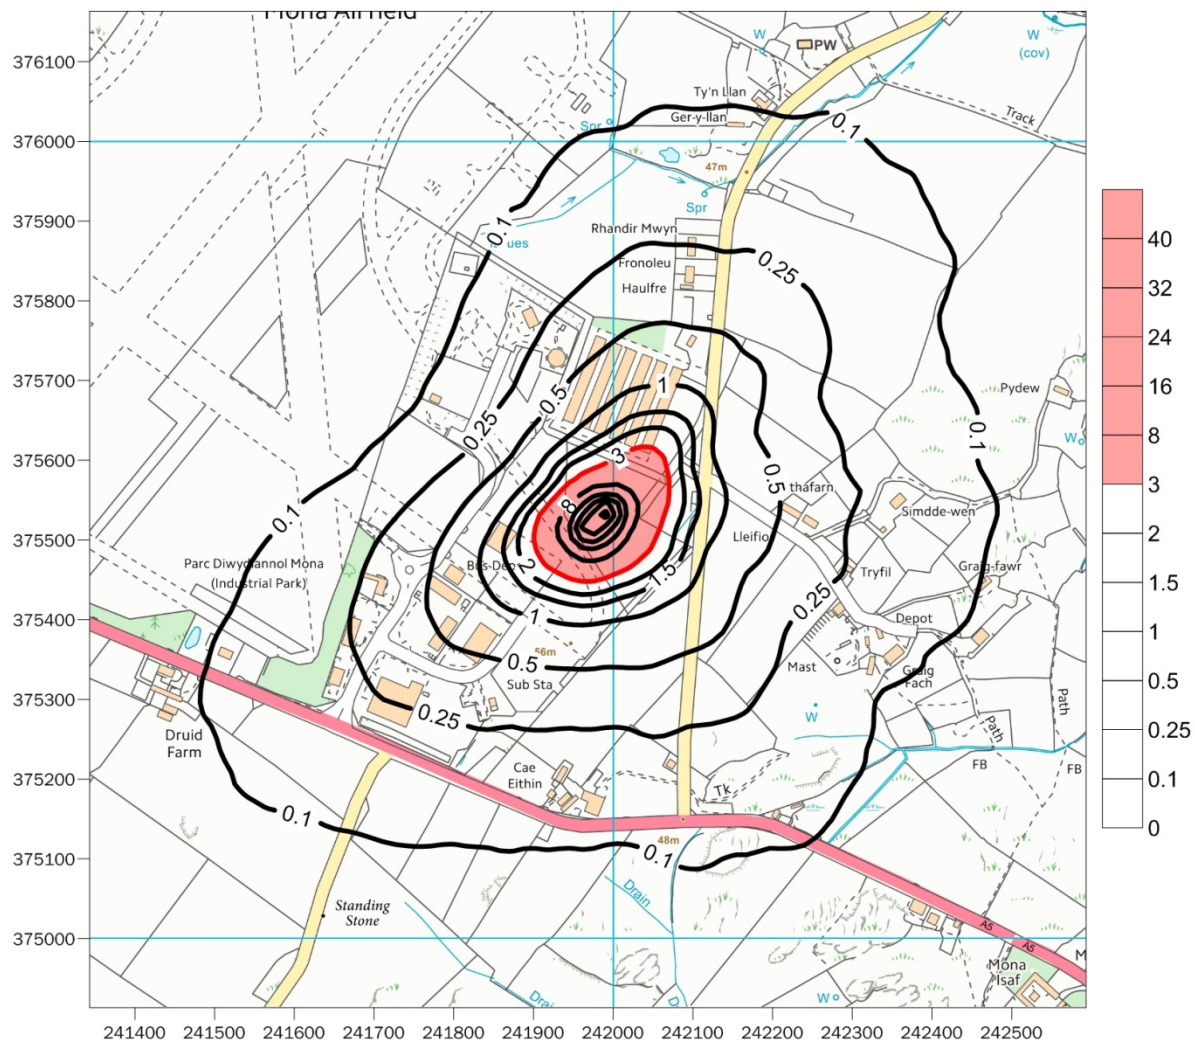 Mona Airfield
376100
376000
375900
375800
375700
375600
375500
375400
375300
375200
375100
375000
W
PW
W
(cov)
Ty'n Llan
Ger-y-llan
0.1
Track
Spr
47m
Spr
0.1
Rhandir Mwyn
Fronoleu
Haulfre
0.25
40
32
24
16
8
3
2
1.5
1
0.5
0.25
0.1
0
0.5
1
Pydew
0.25
0.1
W
3
0.5
thafarn
8
Simdde-wen
0.1
Lleifio
Parc Diwydiannol Mona
(Industrial Park)
2
1.5
Tryfil
Graig-fawr
0.25
1
Depot
56m
0.5
Sub Sta
Mast
Graig
Fach
0.25
W
Path
Path
Druid
Farm
FB
FB
Cae
Eithin
Tk
0.1
48m
0.1
Drain
Standing
Stone
A5
A5
Mona
Isaf
M
Drai
D
W
241400 241500 241600 241700 241800 241900 242000 242100 242200 242300 242400 242500